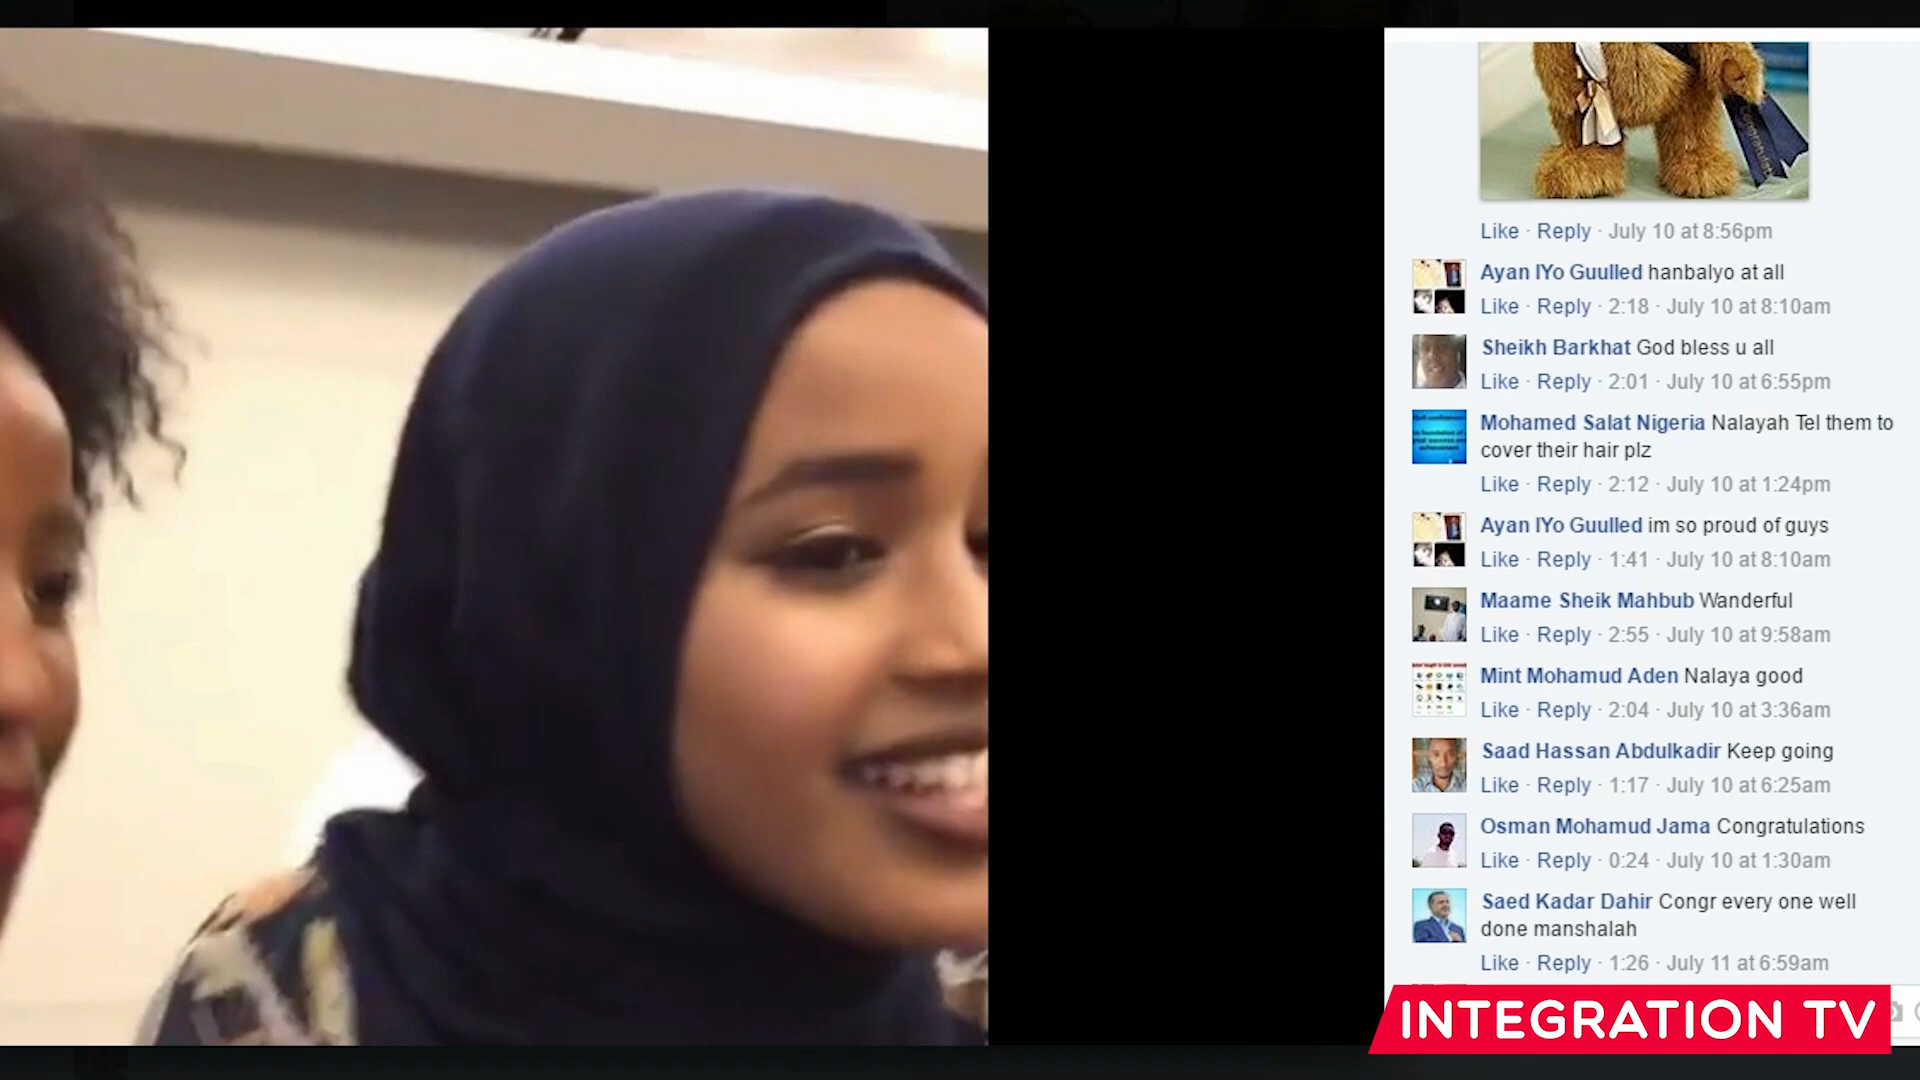 Like · Reply · July 10 at 8:56pm
Ayan IYo Guulled hanbalyo at all
Like · Reply · 2:18 · July 10 at 8:10am
Sheikh Barkhat God bless u all
Like · Reply · 2:01 · July 10 at 6:55pm
Mohamed Salat Nigeria Nalayah Tel them to
cover their hair plz
Like · Reply · 2:12 · July 10 at 1:24pm
Ayan IYo Guulled im so proud of guys
Like · Reply · 1:41 · July 10 at 8:10am
Maame Sheik Mahbub Wanderful
Like · Reply · 2:55 · July 10 at 9:58am
Mint Mohamud Aden Nalaya good
Like · Reply · 2:04 · July 10 at 3:36am
Saad Hassan Abdulkadir Keep going
Like · Reply · 1:17 · July 10 at 6:25am
Osman Mohamud Jama Congratulations
Like · Reply · 0:24 · July 10 at 1:30am
Saed Kadar Dahir Congr every one well
done manshalah
Like · Reply · 1:26 · July 11 at 6:59am
INTEGRATION TV